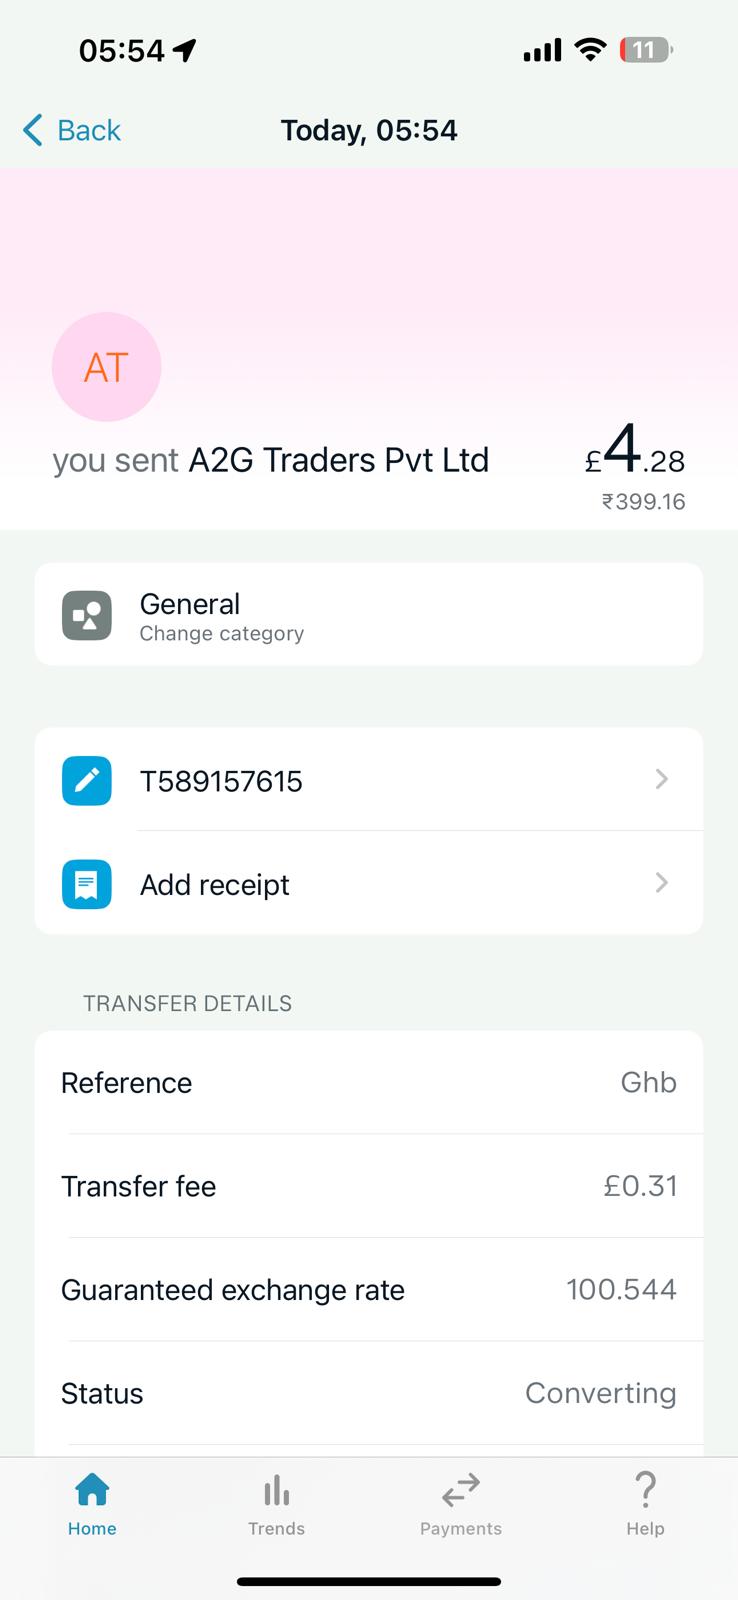 05:54
11
Back
Today, 05:54
AT
you sent A2G Traders Pvt Ltd
£4.28
₹399.16
General
Change category
T589157615
Add receipt
TRANSFER DETAILS
Reference Ghb
Transfer fee £0.31
Guaranteed exchange rate 100.544
Status Converting
Home Trends Payments Help